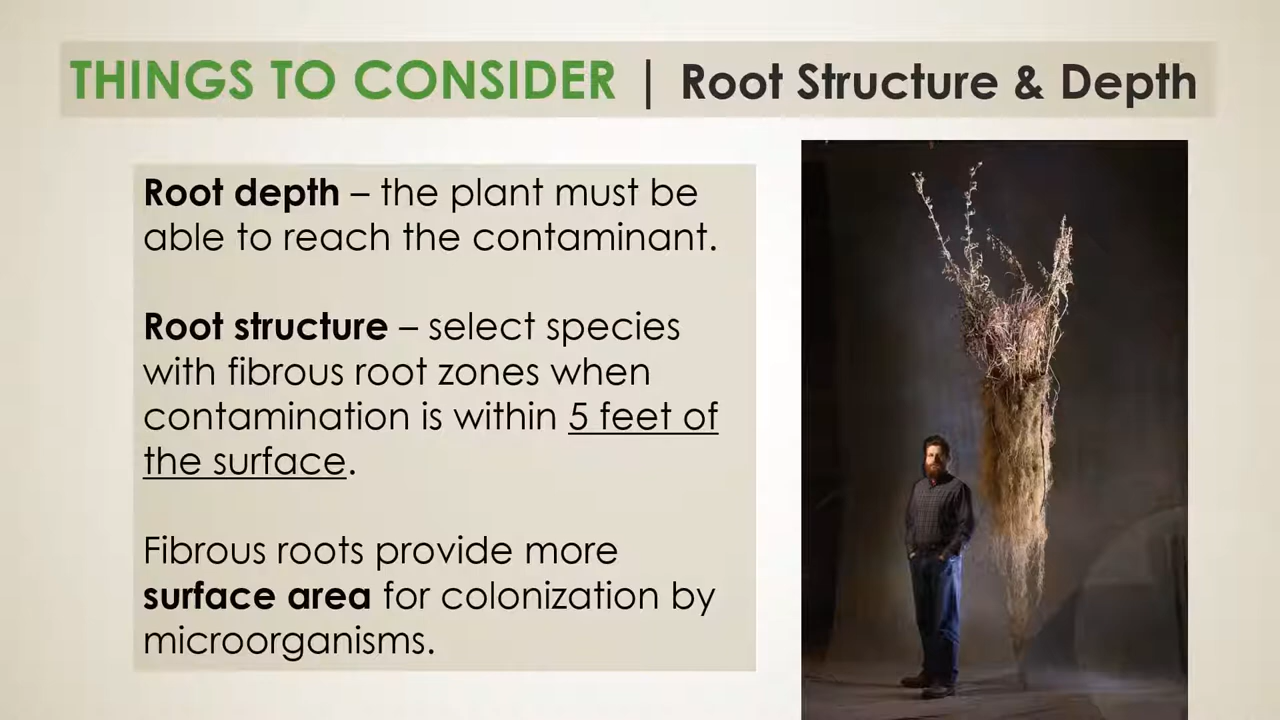 THINGS TO CONSIDER | Root Structure & Depth
Root depth – the plant must be
able to reach the contaminant.
Root structure – select species
with fibrous root zones when
contamination is within 5 feet of
the surface.
Fibrous roots provide more
surface area for colonization by
microorganisms.